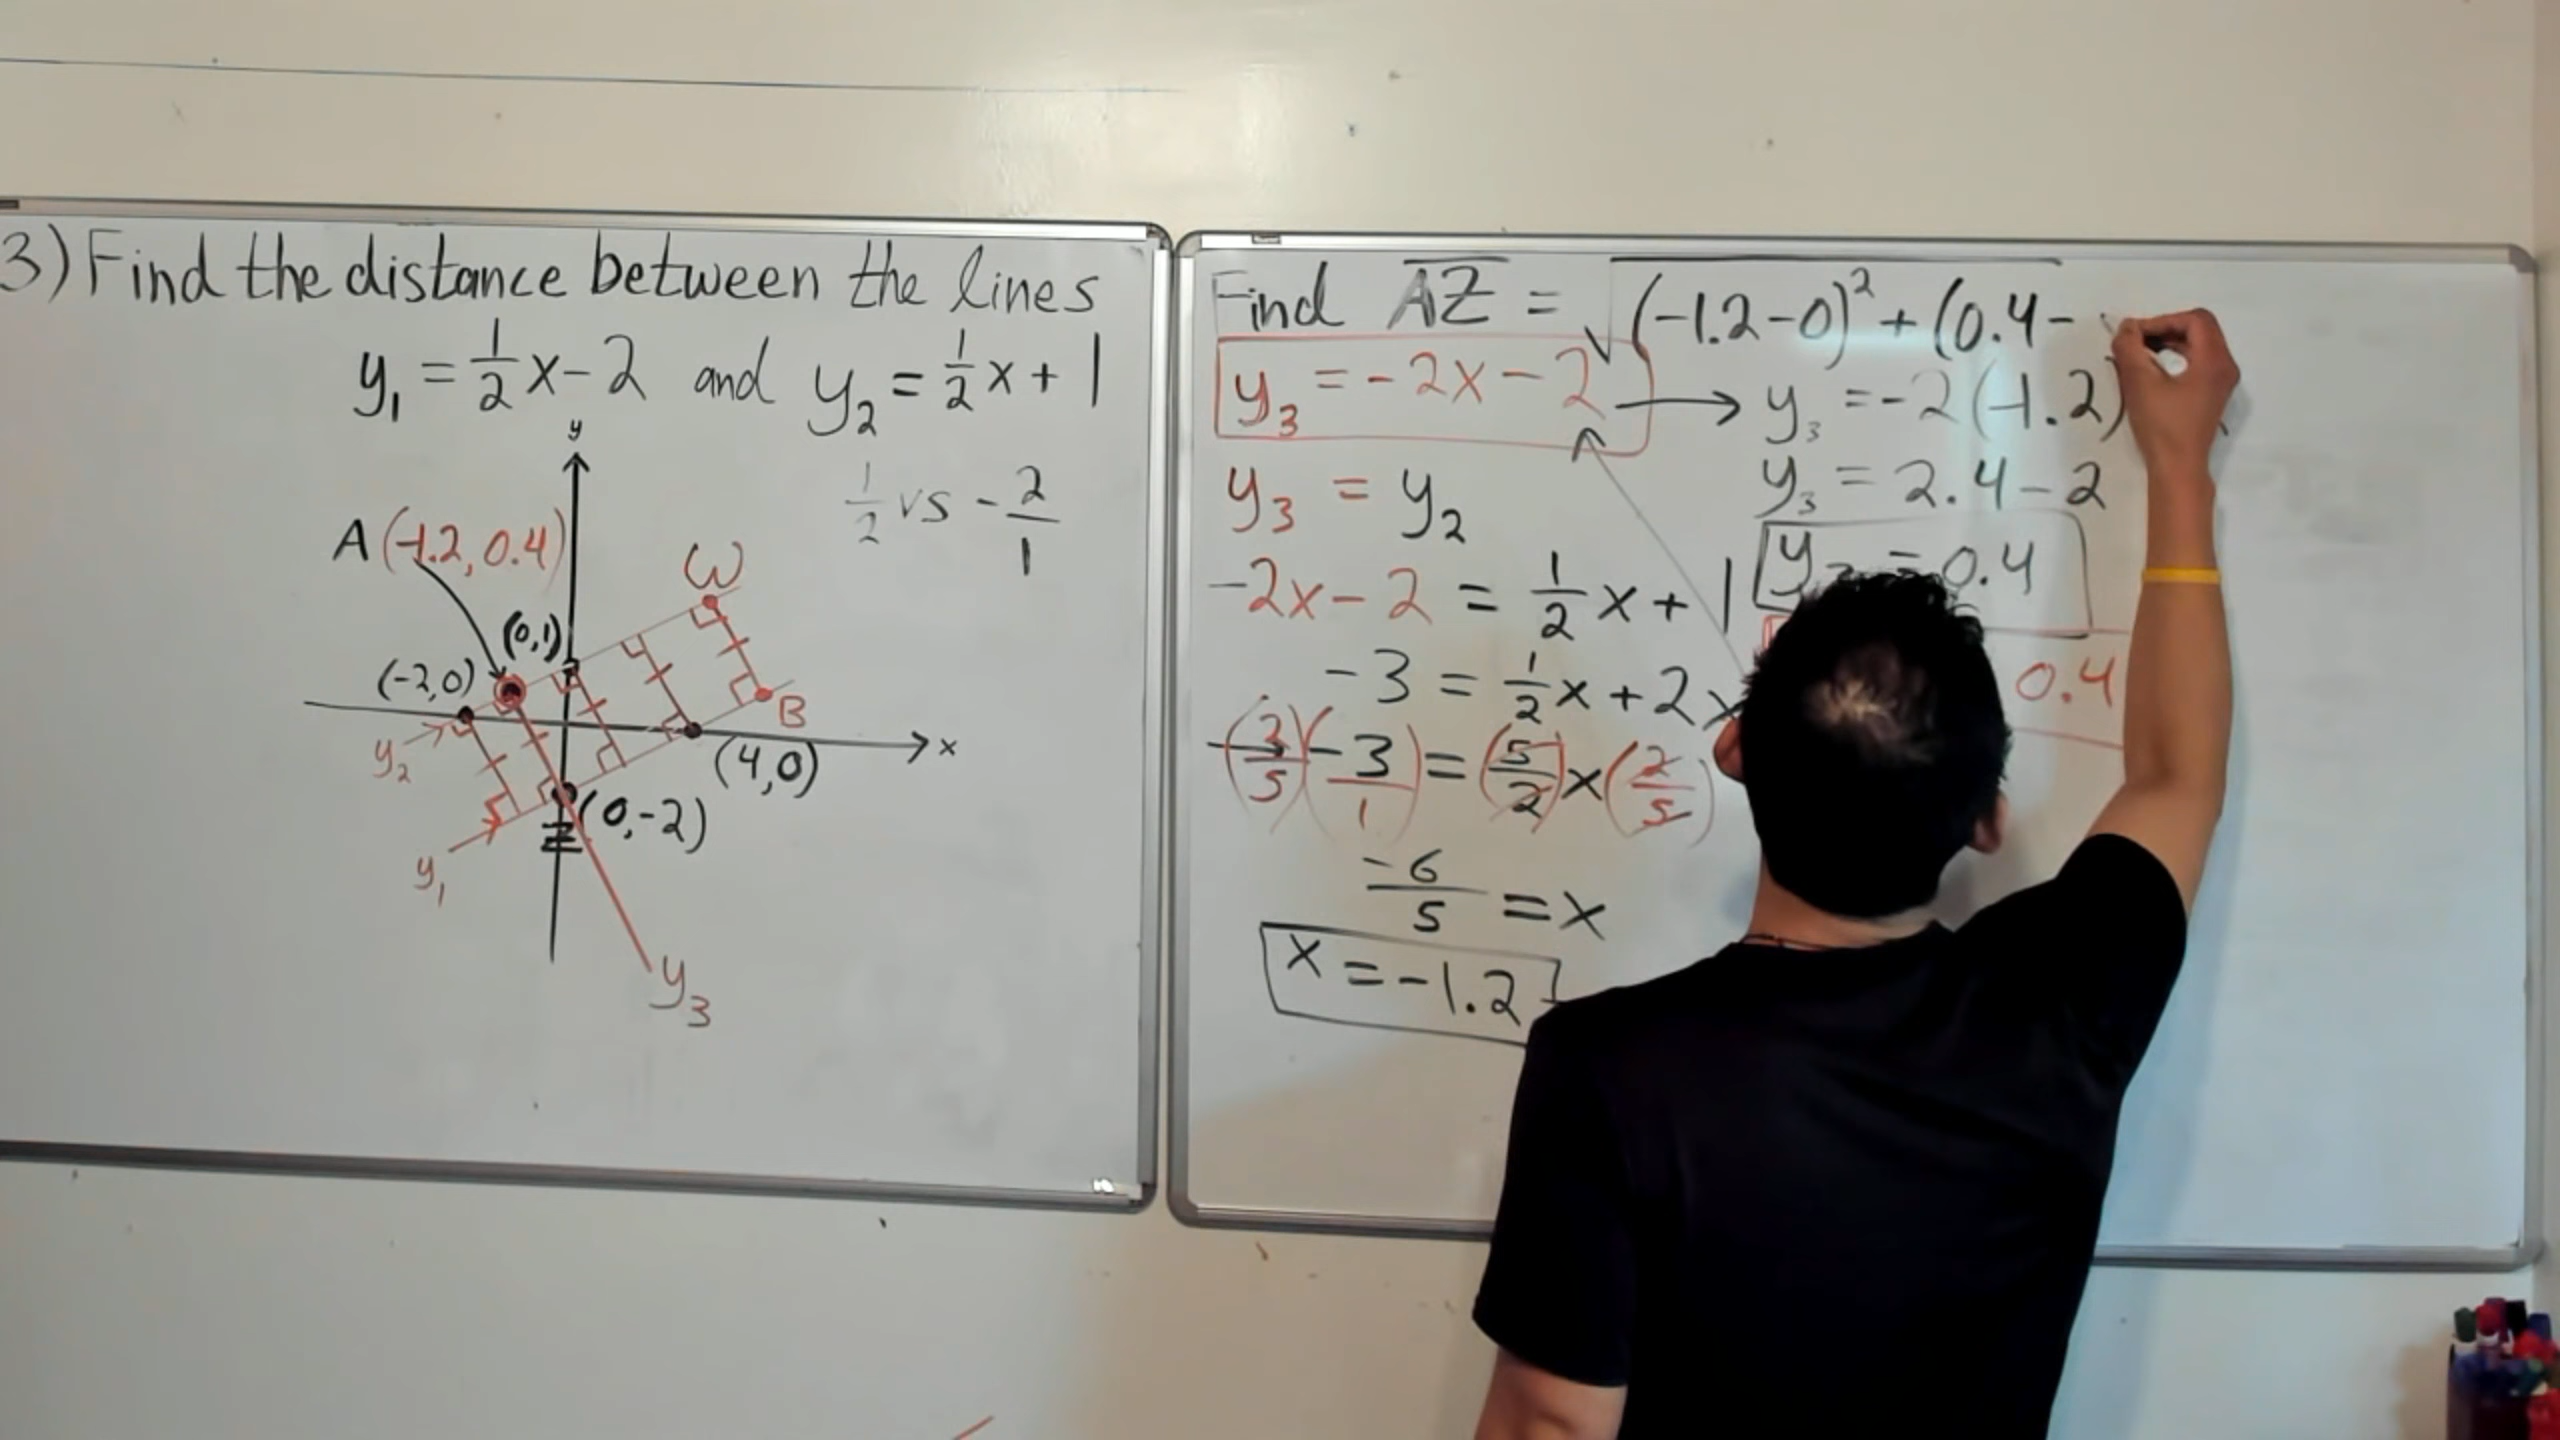 3) Find the distance between the lines
y₁ = 1/2 x - 2 and y₂ = 1/2 x + 1
1/2 vs - 2/1
y
A (-1.2, 0.4)
W
(0,1)
(-2,0)
B
x
y₂
(4,0)
Z (0,-2)
y₁
y₃
Find AZ = √(-1.2-0)² + (0.4-
y₃ = -2x - 2 → y₃ = -2(-1.2)
y₃ = 2.4 - 2
0.4
0.4
y₃ = y₂
-2x - 2 = 1/2 x + 1
-3 = 1/2 x + 2x
(2/5)(-3/1) = (5/2) x (2/5)
-6/5 = x
x = -1.2